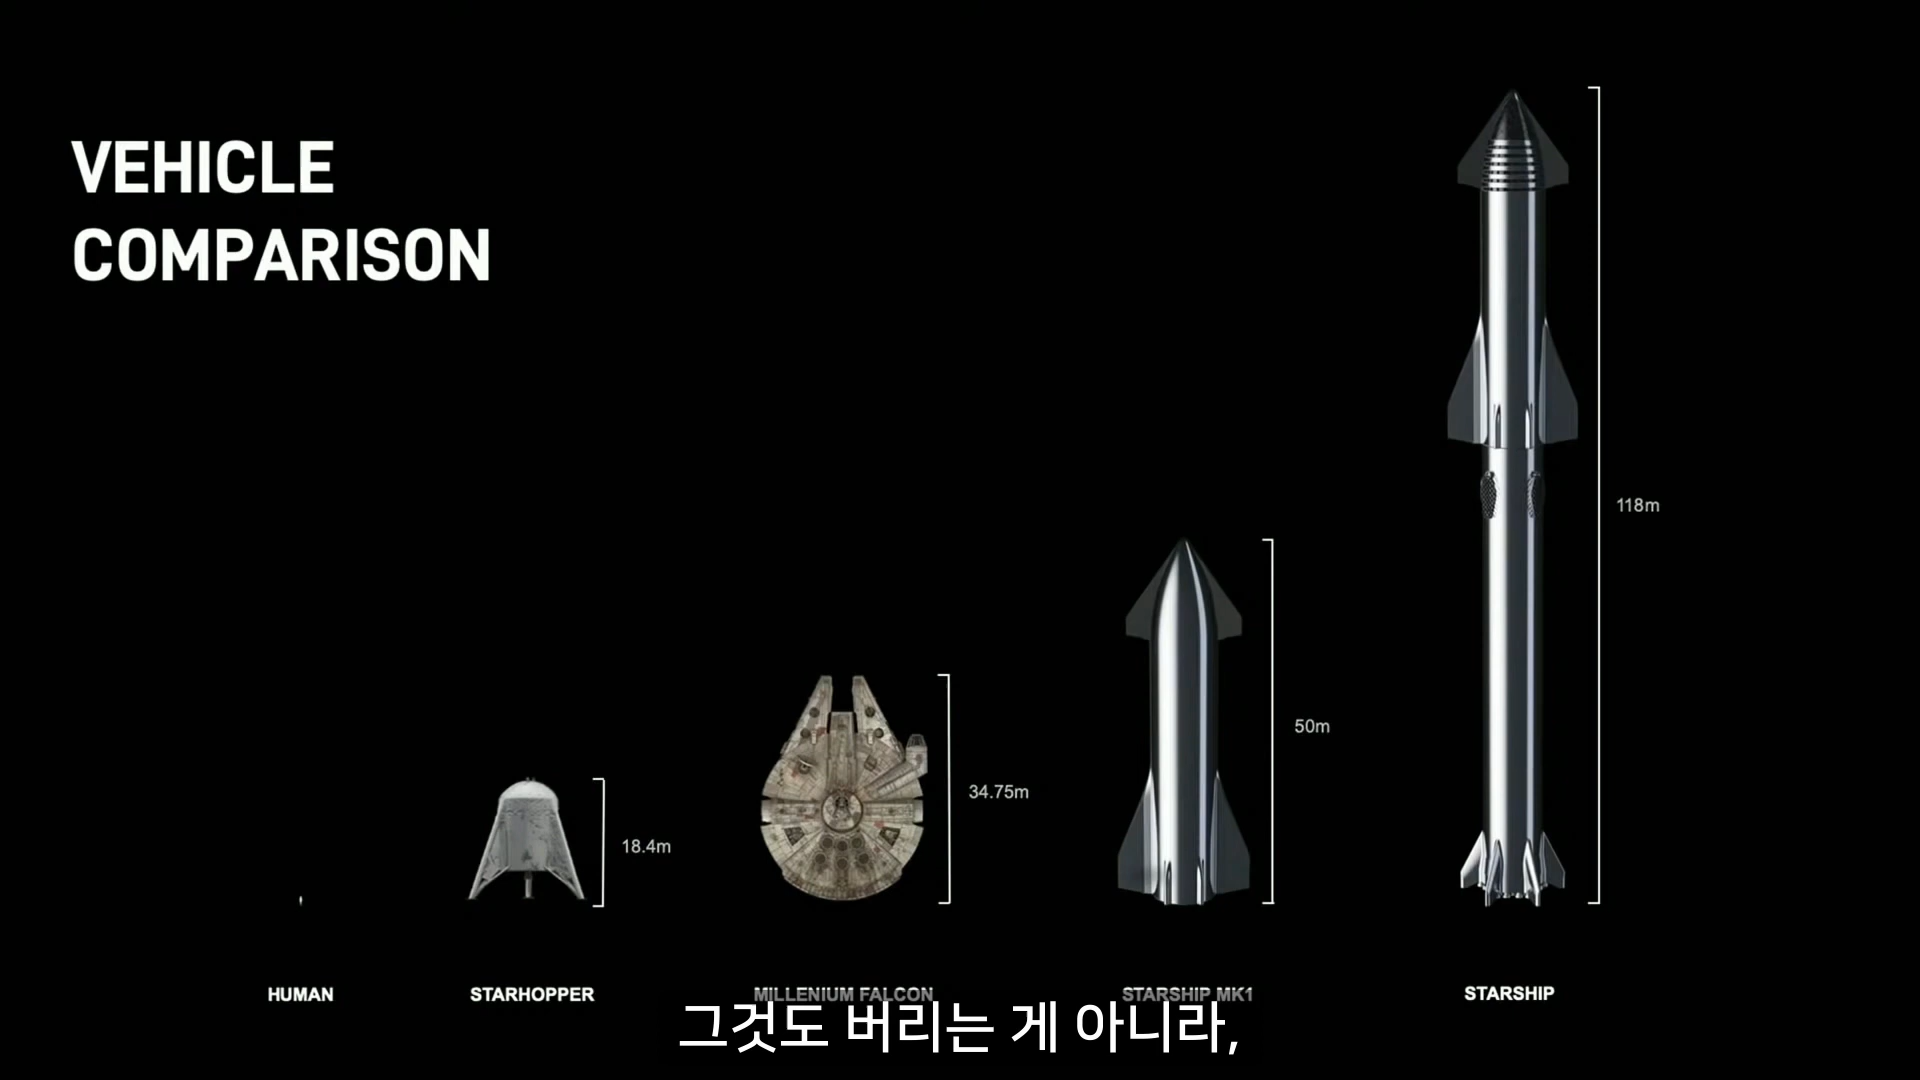 VEHICLE
COMPARISON
118m
50m
34.75m
18.4m
HUMAN
STARHOPPER
MILLENIUM FALCON
STARSHIP MK1
STARSHIP
그것도 버리는 게 아니라,